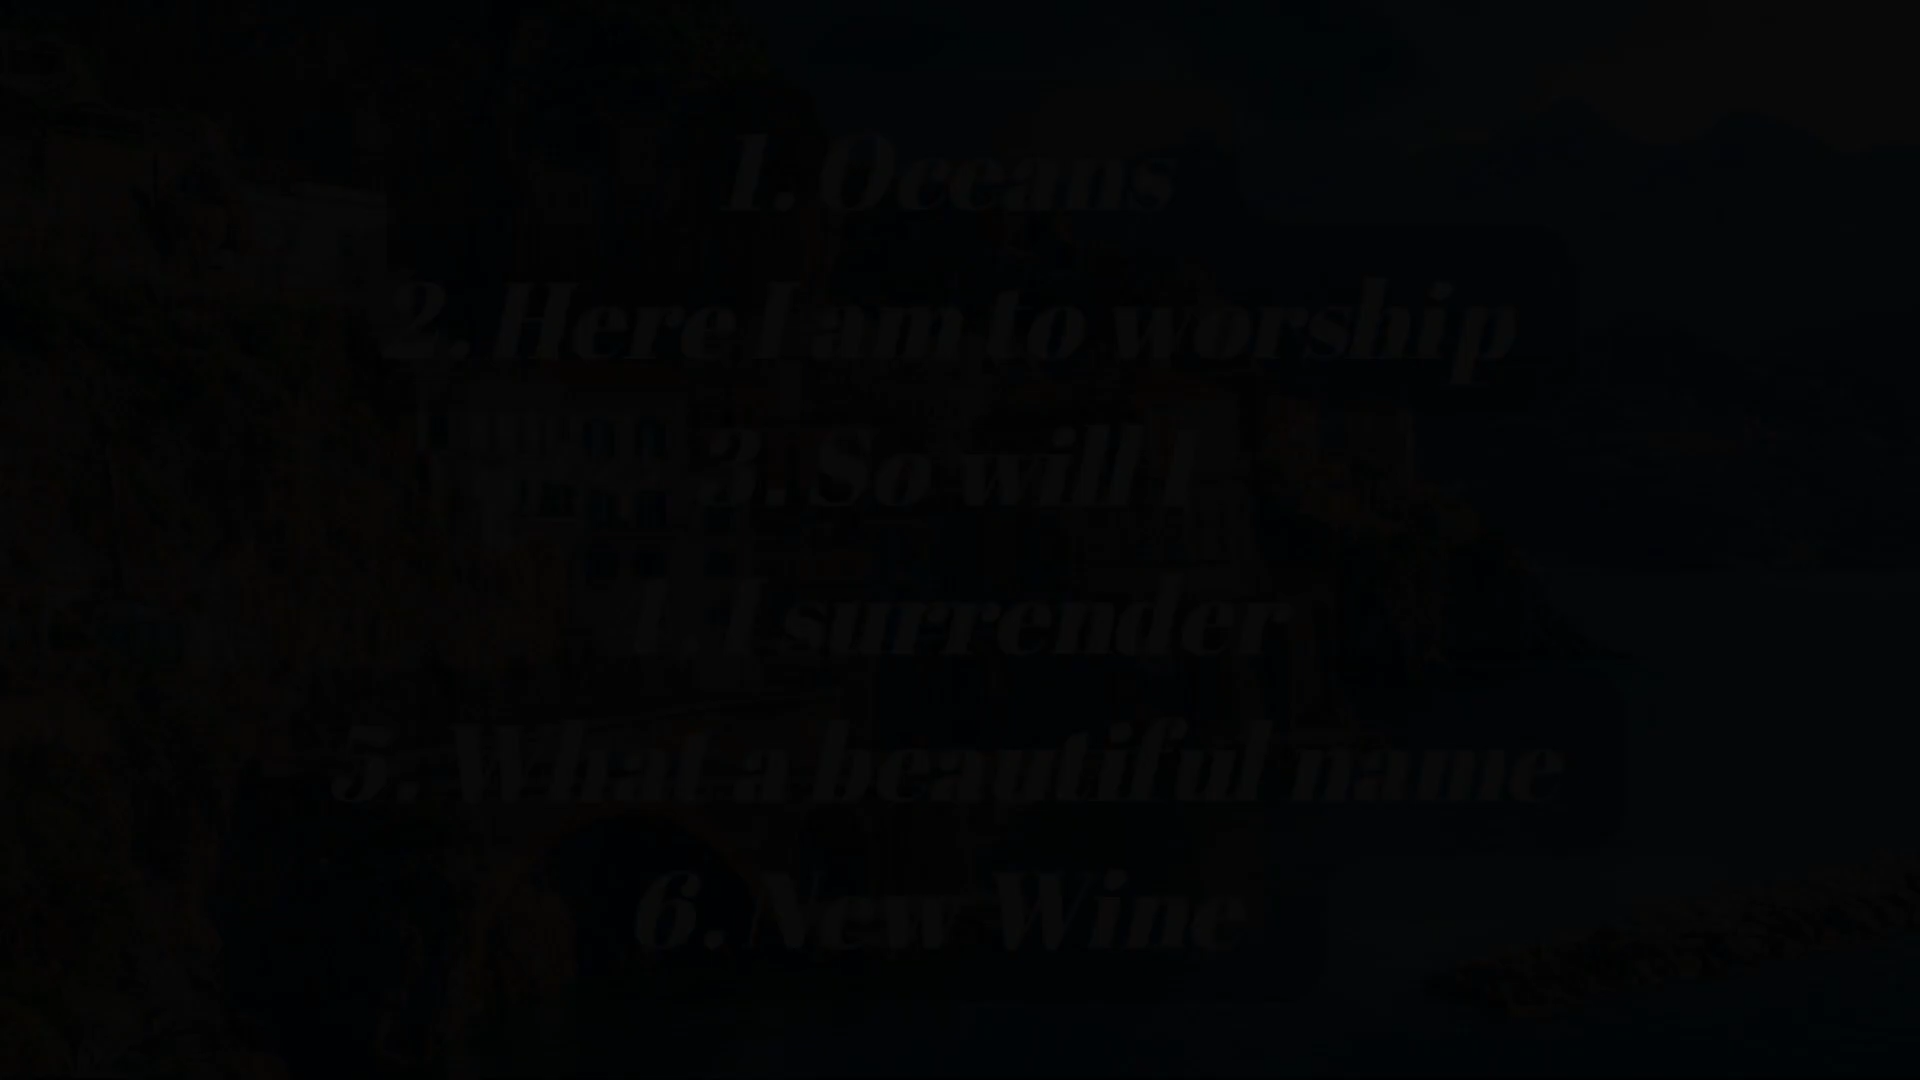 1. Oceans
2. Here I am to worship
3. So will I
4. I surrender
5. What a beautiful name
6. New Wine